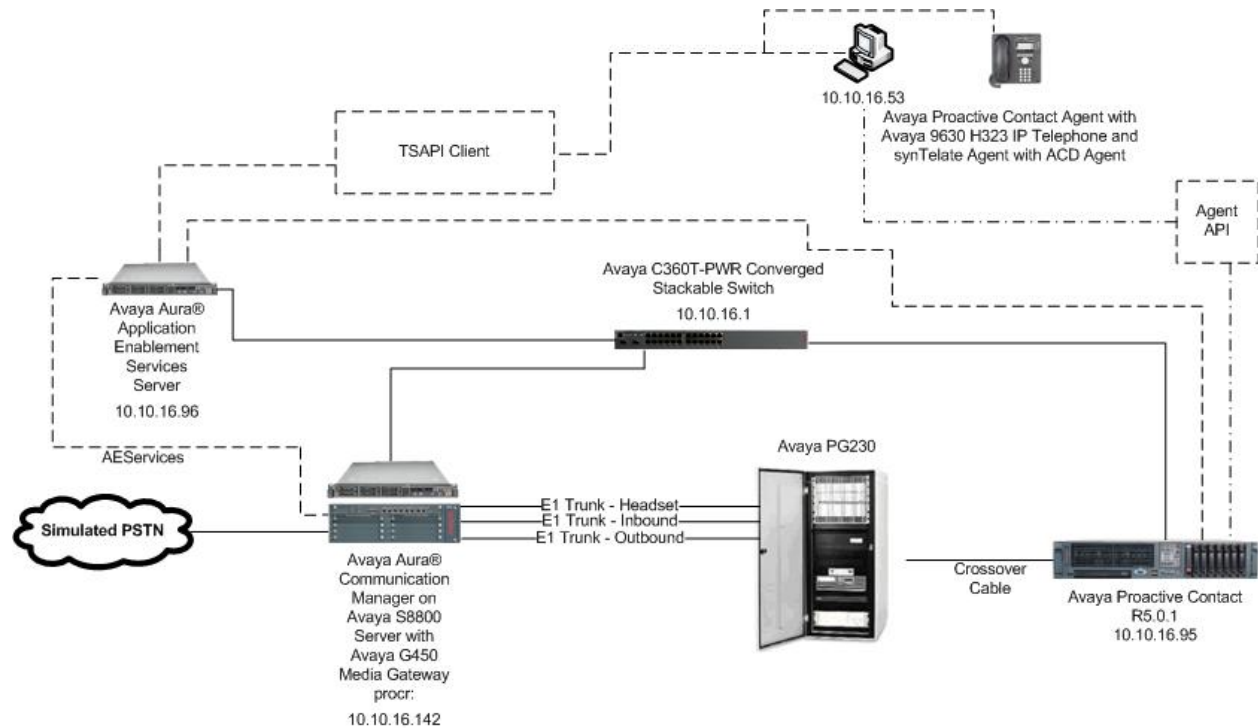 10.10.16.53
Avaya Proactive Contact Agent with
Avaya 9630 H323 IP Telephone and
synTelate Agent with ACD Agent
TSAPI Client
Agent
API
Avaya C360T-PWR Converged
Stackable Switch
10.10.16.1
Avaya Aura®
Application
Enablement
Services
Server
10.10.16.96
AEServices
Avaya PG230
Simulated PSTN
E1 Trunk - Headset
E1 Trunk - Inbound
E1 Trunk - Outbound
Avaya Aura®
Communication
Manager on
Avaya S8800
Server with
Avaya G450
Media Gateway
procr:
10.10.16.142
Crossover
Cable
Avaya Proactive Contact
R5.0.1
10.10.16.95